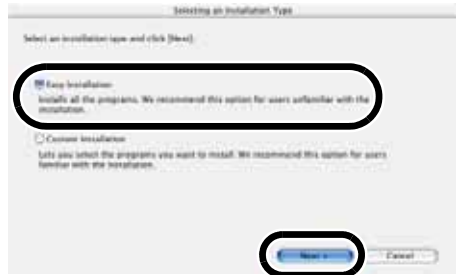 Selecting an Installation Type
Select an installation type and click [Next].
Easy Installation
Installs all the programs. We recommend this option for users unfamiliar with the
installation.
Custom Installation
Lets you select the programs you want to install. We recommend this option for users
familiar with the installation.
Next >
Cancel